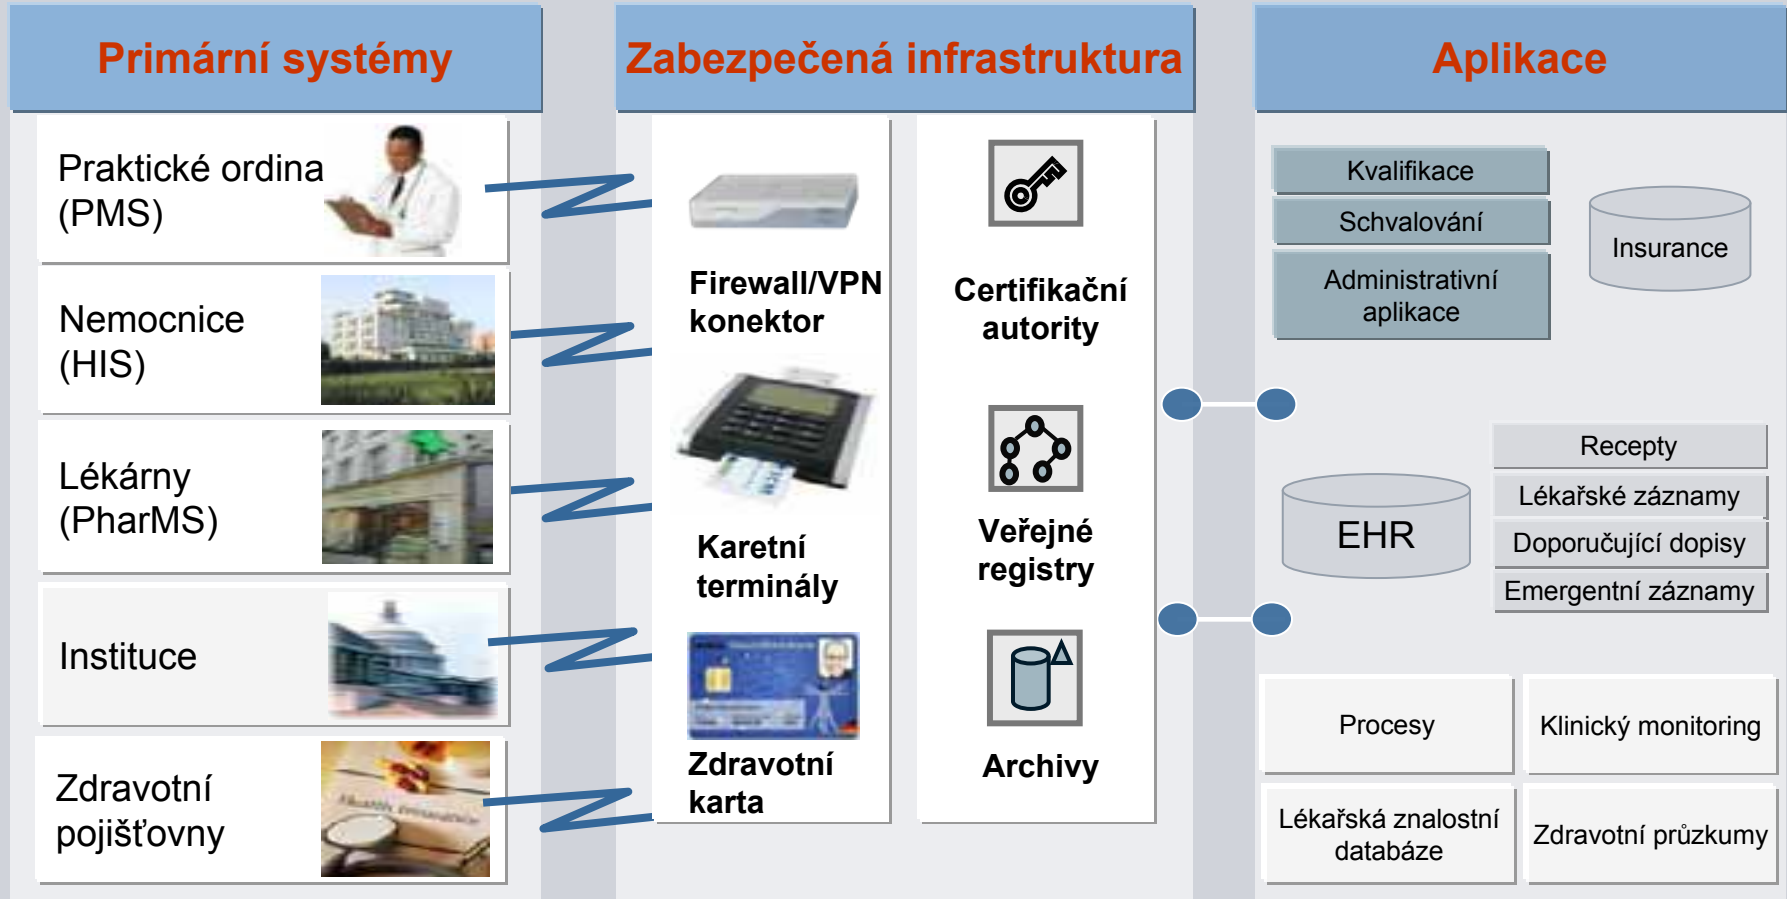 Primární systémy
Zabezpečená infrastruktura
Aplikace
Praktické ordina
(PMS)
Nemocnice
(HIS)
Lékárny
(PharMS)
Instituce
Zdravotní
pojišťovny
Firewall/VPN
konektor
Karetní
terminály
Zdravotní
karta
Certifikační
autority
Veřejné
registry
Archivy
Kvalifikace
Schvalování
Administrativní
aplikace
Insurance
EHR
Recepty
Lékařské záznamy
Doporučující dopisy
Emergentní záznamy
Procesy
Klinický monitoring
Lékařská znalostní
databáze
Zdravotní průzkumy